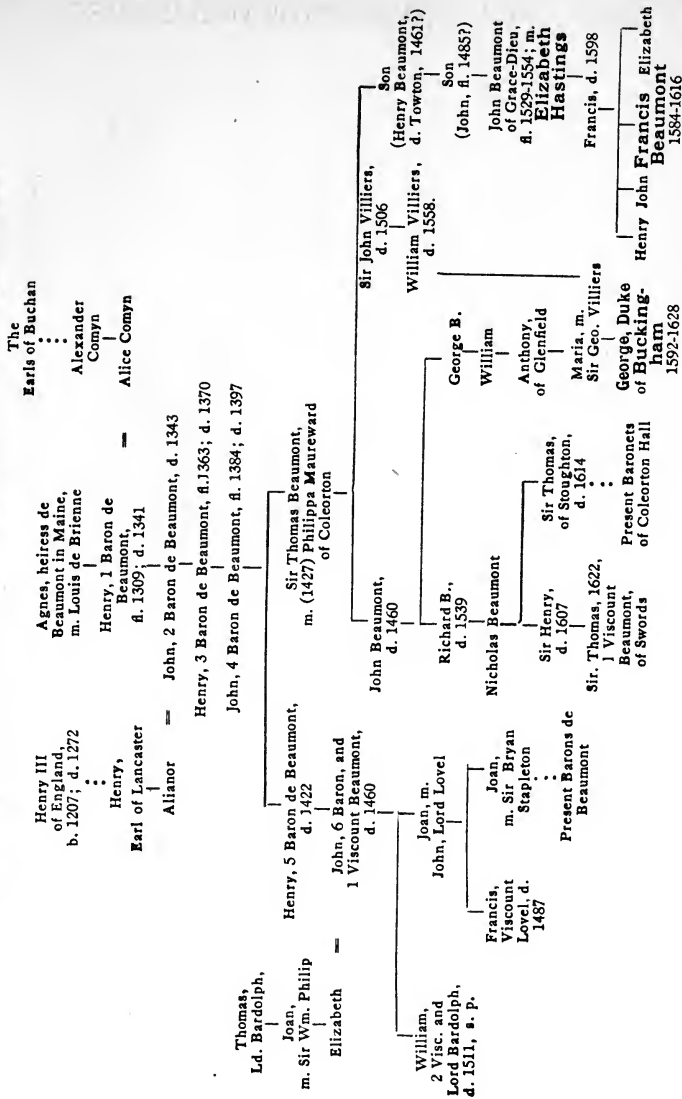 Henry III
of England,
b. 1207; d. 1272
Henry,
Earl of Lancaster
Alianor
=
Agnes, heiress de
Beaumont in Maine,
m. Louis de Brienne
Henry, 1 Baron de
Beaumont,
fl. 1309; d. 1341
=
The
Earls of Buchan
Alexander
Comyn
Alice Comyn
John, 2 Baron de Beaumont, d. 1343
Henry, 3 Baron de Beaumont, fl. 1363; d. 1370
John, 4 Baron de Beaumont, fl. 1384; d. 1397
Thomas,
Ld. Bardolph,
Joan,
m. Sir Wm. Philip
Elizabeth
=
Henry, 5 Baron de Beaumont,
d. 1422
John, 6 Baron, and
1 Viscount Beaumont,
d. 1460
Sir Thomas Beaumont,
m. (1427) Philippa Maureward
of Coleorton
William,
2 Visc. and
Lord Bardolph,
d. 1511, s. p.
Joan, m.
John, Lord Lovel
Francis,
Viscount
Lovel, d.
1487
Joan,
m. Sir Bryan
Stapleton
Present Barons de
Beaumont
John Beaumont,
d. 1460
Richard B.,
d. 1539
Nicholas Beaumont
Sir Henry,
d. 1607
Sir. Thomas, 1622,
1 Viscount
Beaumont,
of Swords
Sir Thomas,
of Stoughton,
d. 1614
Present Baronets
of Coleorton Hall
George B.
William
Anthony,
of Glenfield
Maria, m.
Sir Geo. Villiers
George, Duke
of Bucking-
ham
1592-1628
Sir John Villiers,
d. 1506
William Villiers,
d. 1558.
Son
(Henry Beaumont,
d. Towton, 1461?)
Son
(John, fl. 1485?)
John Beaumont
of Grace-Dieu,
fl. 1529-1554; m.
Elizabeth
Hastings
Francis, d. 1598
Henry John Francis Elizabeth
Beaumont
1584-1616